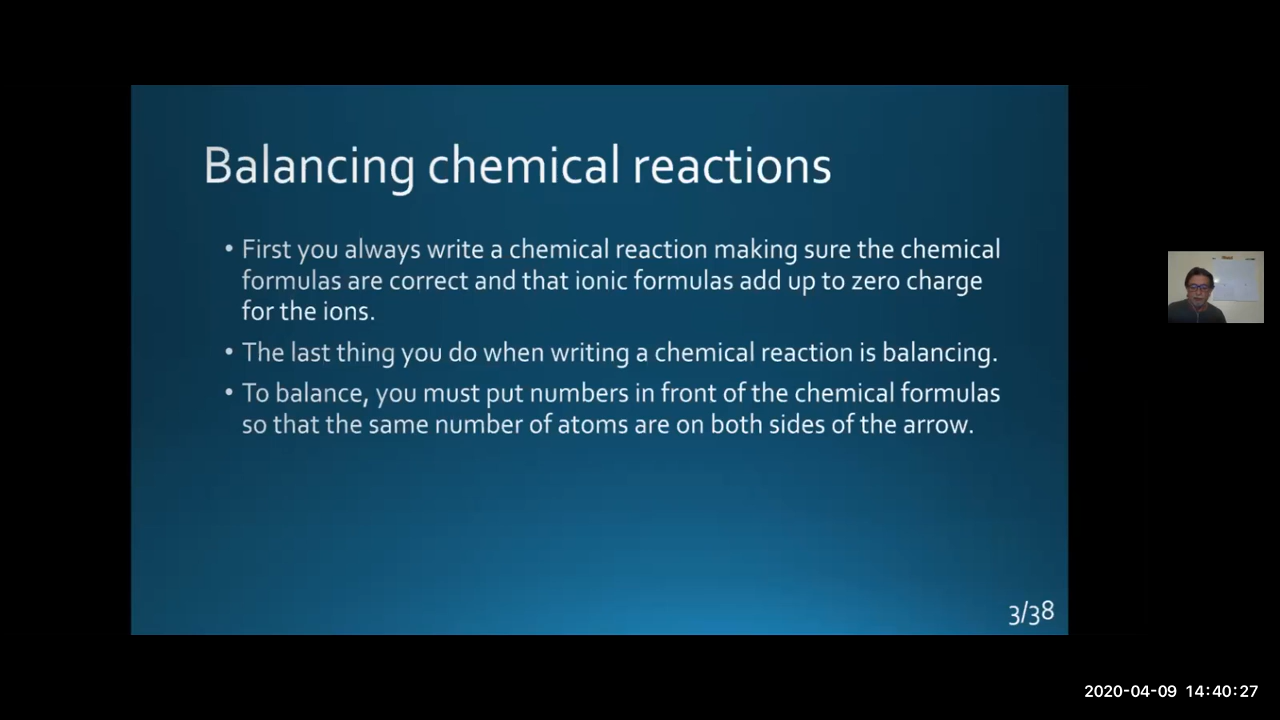 Balancing chemical reactions
• First you always write a chemical reaction making sure the chemical
formulas are correct and that ionic formulas add up to zero charge
for the ions.
• The last thing you do when writing a chemical reaction is balancing.
• To balance, you must put numbers in front of the chemical formulas
so that the same number of atoms are on both sides of the arrow.
3/38
2020-04-09 14:40:27